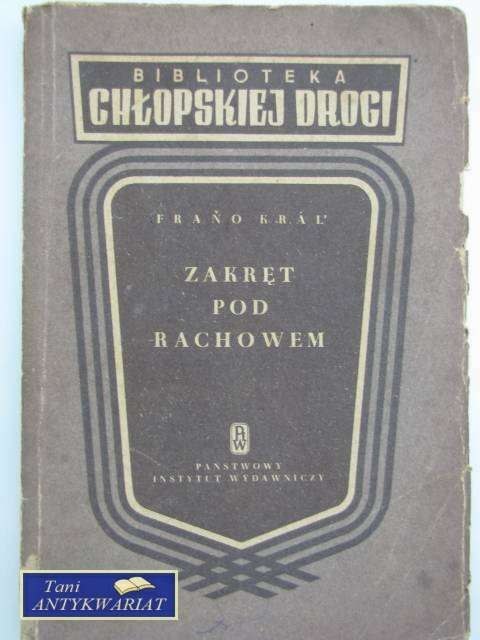 BIBLIOTEKA
CHŁOPSKIEJ DROGI
FRAŇO KRÁĽ
ZAKRĘT
POD
RACHOWEM
PIW
PAŃSTWOWY
INSTYTUT WYDAWNICZY
Tani
ANTYKWARIAT